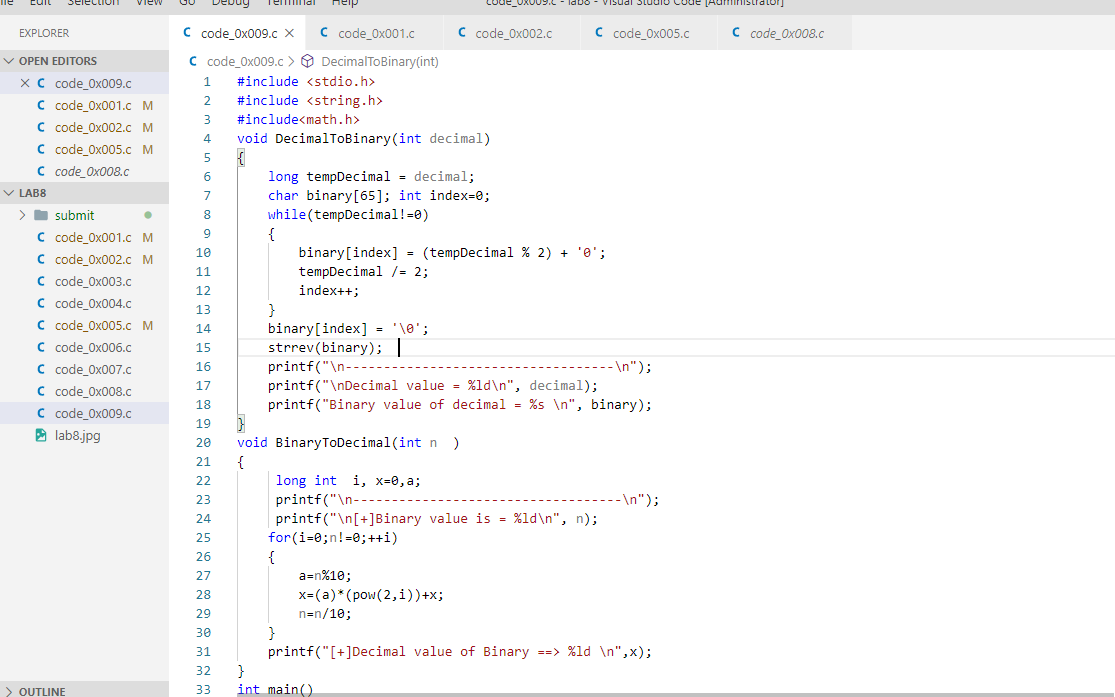 Edit Selection View Go Debug Terminal Help code_0x009.c - lab8 - Visual Studio Code [Administrator]
EXPLORER
OPEN EDITORS
code_0x009.c
code_0x001.c M
code_0x002.c M
code_0x005.c M
code_0x008.c
LAB8
submit
code_0x001.c M
code_0x002.c M
code_0x003.c
code_0x004.c
code_0x005.c M
code_0x006.c
code_0x007.c
code_0x008.c
code_0x009.c
lab8.jpg
OUTLINE
C code_0x009.c × C code_0x001.c C code_0x002.c C code_0x005.c C code_0x008.c
C code_0x009.c > DecimalToBinary(int)
1 #include <stdio.h>
2 #include <string.h>
3 #include<math.h>
4 void DecimalToBinary(int decimal)
5 {
6     long tempDecimal = decimal;
7     char binary[65]; int index=0;
8     while(tempDecimal!=0)
9     {
10         binary[index] = (tempDecimal % 2) + '0';
11         tempDecimal /= 2;
12         index++;
13     }
14     binary[index] = '\0';
15     strrev(binary);
16     printf("\n-----------------------------------\n");
17     printf("\nDecimal value = %ld\n", decimal);
18     printf("Binary value of decimal = %s \n", binary);
19 }
20 void BinaryToDecimal(int n  )
21 {
22      long int  i, x=0,a;
23      printf("\n-----------------------------------\n");
24      printf("\n[+]Binary value is = %ld\n", n);
25     for(i=0;n!=0;++i)
26     {
27         a=n%10;
28         x=(a)*(pow(2,i))+x;
29         n=n/10;
30     }
31     printf("[+]Decimal value of Binary ==> %ld \n",x);
32 }
33 int main()